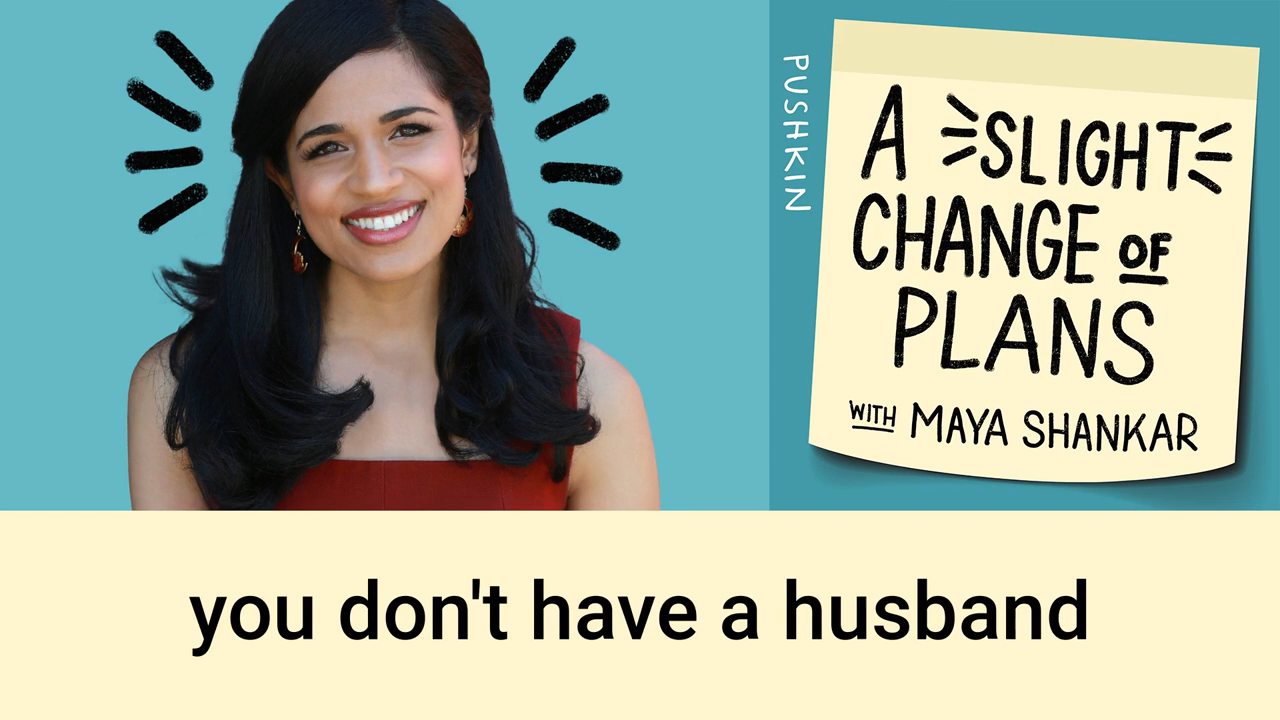 PUSHKIN
A SLIGHT
CHANGE OF
PLANS
WITH MAYA SHANKAR
you don't have a husband